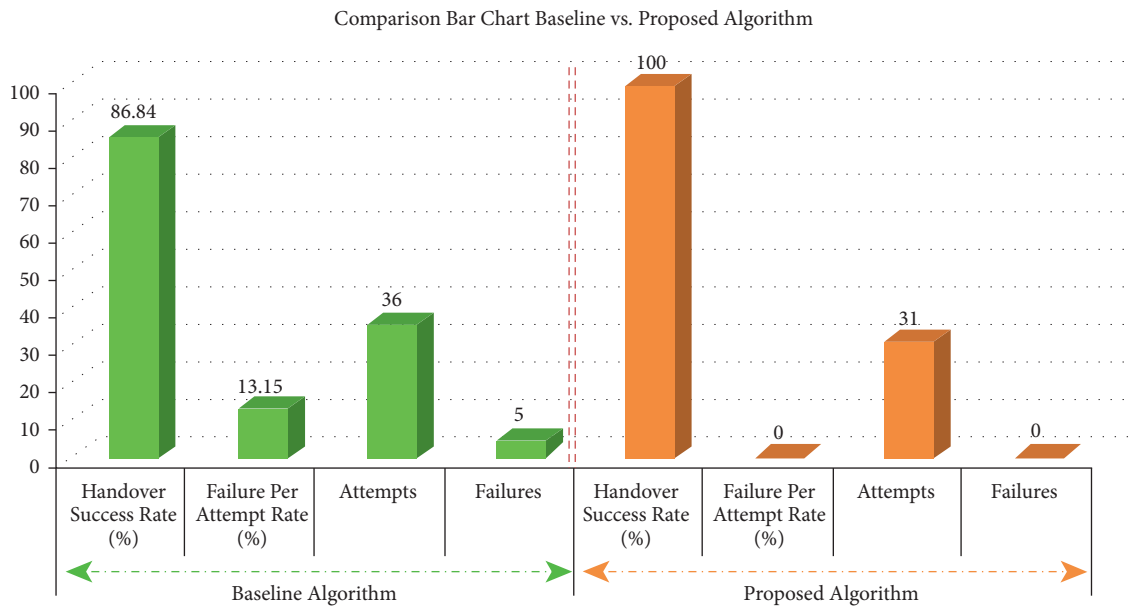 Comparison Bar Chart Baseline vs. Proposed Algorithm
100
90
80
70
60
50
40
30
20
10
0
86.84
13.15
36
5
100
0
31
0
Handover
Success Rate
(%)
Failure Per
Attempt Rate
(%)
Attempts
Failures
Handover
Success Rate
(%)
Failure Per
Attempt Rate
(%)
Attempts
Failures
Baseline Algorithm
Proposed Algorithm